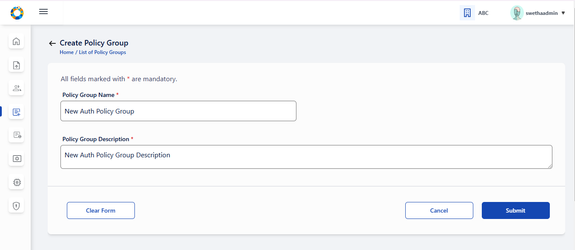 ABC
swethaadmin
Create Policy Group
Home / List of Policy Groups
All fields marked with * are mandatory.
Policy Group Name *
New Auth Policy Group
Policy Group Description *
New Auth Policy Group Description
Clear Form
Cancel
Submit